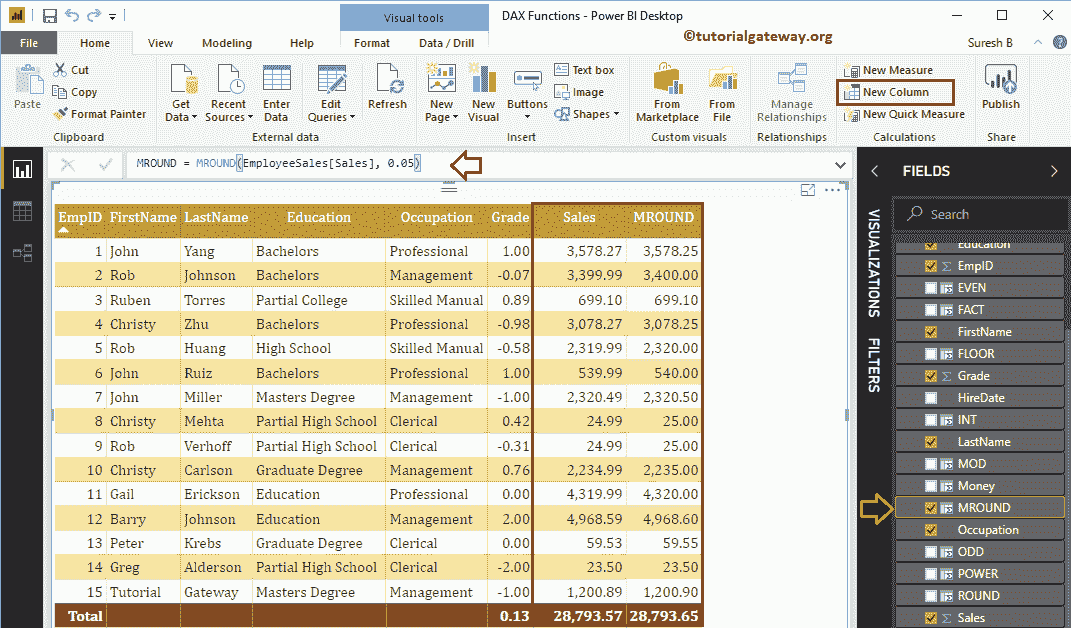 Visual tools
DAX Functions - Power BI Desktop
©tutorialgateway.org
File Home View Modeling Help Format Data / Drill
Suresh B
Paste
Cut
Copy
Format Painter
Clipboard
Get Data
Recent Sources
Enter Data
Edit Queries
External data
Refresh
New Page
New Visual
Buttons
Text box
Image
Shapes
Insert
From Marketplace
From File
Custom visuals
Manage Relationships
Relationships
New Measure
New Column
New Quick Measure
Calculations
Publish
Share
MROUND = MROUND(EmployeeSales[Sales], 0.05)
EmpID FirstName LastName Education Occupation Grade Sales MROUND
1 John Yang Bachelors Professional 1.00 3,578.27 3,578.25
2 Rob Johnson Bachelors Management -0.07 3,399.99 3,400.00
3 Ruben Torres Partial College Skilled Manual 0.89 699.10 699.10
4 Christy Zhu Bachelors Professional -0.98 3,078.27 3,078.25
5 Rob Huang High School Skilled Manual -0.58 2,319.99 2,320.00
6 John Ruiz Bachelors Professional 1.00 539.99 540.00
7 John Miller Masters Degree Management -1.00 2,320.49 2,320.50
8 Christy Mehta Partial High School Clerical 0.42 24.99 25.00
9 Rob Verhoff Partial High School Clerical -0.31 24.99 25.00
10 Christy Carlson Graduate Degree Management 0.76 2,234.99 2,235.00
11 Gail Erickson Education Professional 0.00 4,319.99 4,320.00
12 Barry Johnson Education Management 2.00 4,968.59 4,968.60
13 Peter Krebs Graduate Degree Clerical 0.00 59.53 59.55
14 Greg Alderson Partial High School Clerical -2.00 23.50 23.50
15 Tutorial Gateway Masters Degree Management -1.00 1,200.89 1,200.90
Total 0.13 28,793.57 28,793.65
VISUALIZATIONS
FILTERS
FIELDS
Search
Education
EmpID
EVEN
FACT
FirstName
FLOOR
Grade
HireDate
INT
LastName
MOD
Money
MROUND
Occupation
ODD
POWER
ROUND
Sales